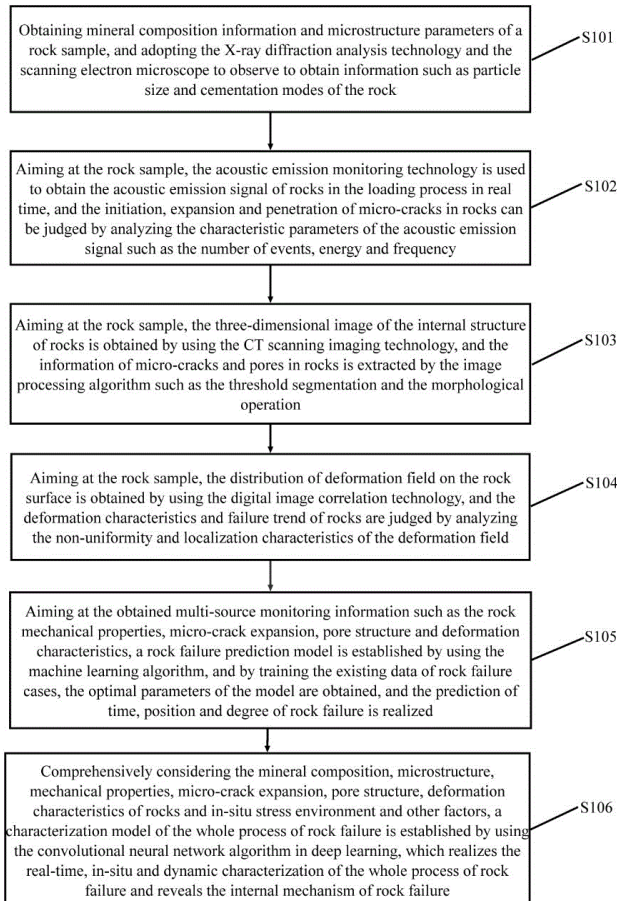 Obtaining mineral composition information and microstructure parameters of a
rock sample, and adopting the X-ray diffraction analysis technology and the
scanning electron microscope to observe to obtain information such as particle
size and cementation modes of the rock
S101
Aiming at the rock sample, the acoustic emission monitoring technology is used
to obtain the acoustic emission signal of rocks in the loading process in real
time, and the initiation, expansion and penetration of micro-cracks in rocks can
be judged by analyzing the characteristic parameters of the acoustic emission
signal such as the number of events, energy and frequency
S102
Aiming at the rock sample, the three-dimensional image of the internal structure
of rocks is obtained by using the CT scanning imaging technology, and the
information of micro-cracks and pores in rocks is extracted by the image
processing algorithm such as the threshold segmentation and the morphological
operation
S103
Aiming at the rock sample, the distribution of deformation field on the rock
surface is obtained by using the digital image correlation technology, and the
deformation characteristics and failure trend of rocks are judged by analyzing
the non-uniformity and localization characteristics of the deformation field
S104
Aiming at the obtained multi-source monitoring information such as the rock
mechanical properties, micro-crack expansion, pore structure and deformation
characteristics, a rock failure prediction model is established by using the
machine learning algorithm, and by training the existing data of rock failure
cases, the optimal parameters of the model are obtained, and the prediction of
time, position and degree of rock failure is realized
S105
Comprehensively considering the mineral composition, microstructure,
mechanical properties, micro-crack expansion, pore structure, deformation
characteristics of rocks and in-situ stress environment and other factors, a
characterization model of the whole process of rock failure is established by using
the convolutional neural network algorithm in deep learning, which realizes the
real-time, in-situ and dynamic characterization of the whole process of rock
failure and reveals the internal mechanism of rock failure
S106